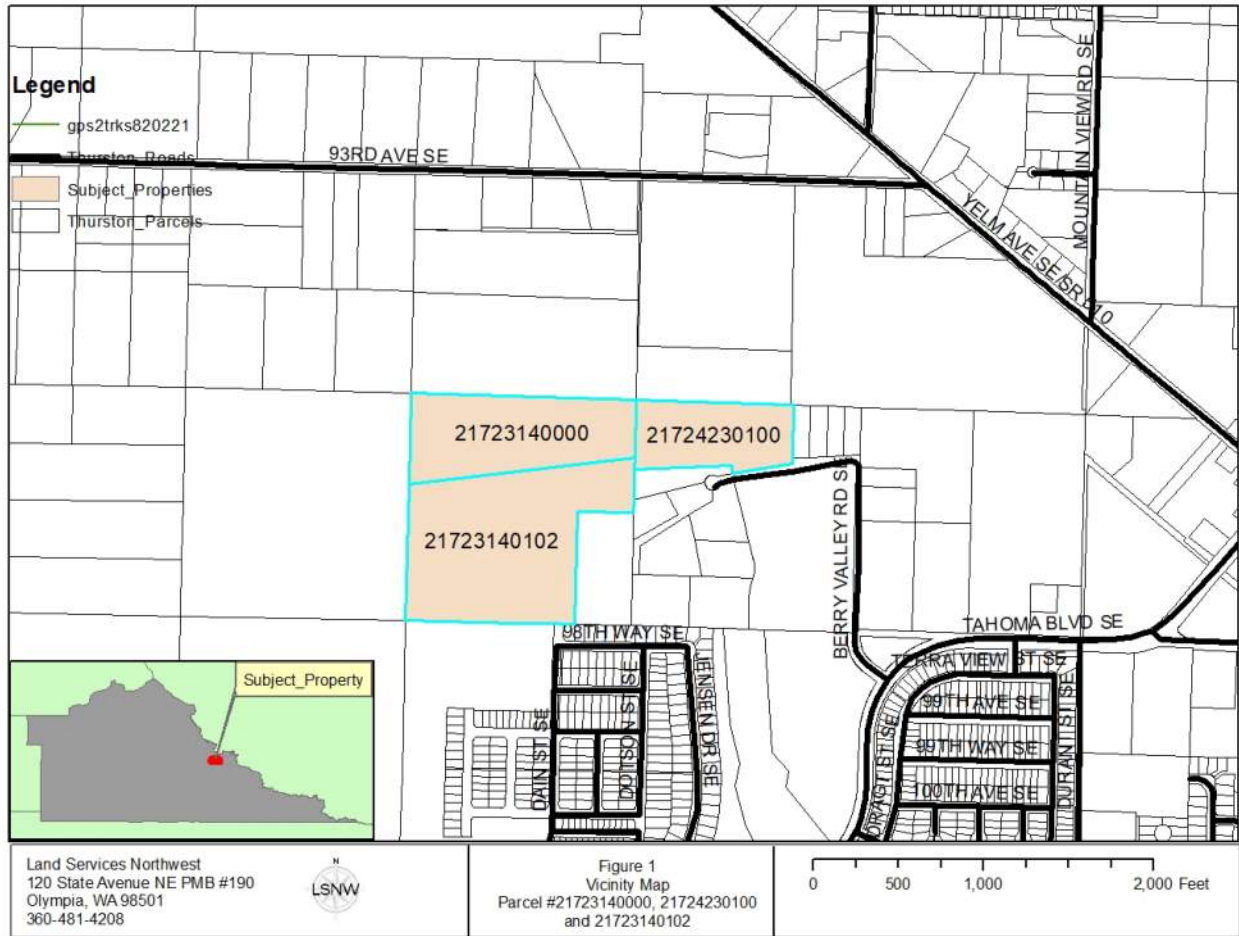 Legend
gps2trks820221
Thurston_Roads
Subject_Properties
Thurston_Parcels
93RD AVE SE
MOUNTAIN VIEW RD SE
YELM AVE SE/SR 510
21723140000
21724230100
21723140102
BERRY VALLEY RD SE
TAHOMA BLVD SE
98TH WAY SE
TERRA VIEW ST SE
JENSEN DR SE
DOTSON ST SE
DAIN ST SE
99TH AVE SE
99TH WAY SE
100TH AVE SE
DURANT ST SE
Subject_Property
Land Services Northwest
120 State Avenue NE PMB #190
Olympia, WA 98501
360-481-4208
N
LSNW
Figure 1
Vicinity Map
Parcel #21723140000, 21724230100
and 21723140102
0 500 1,000 2,000 Feet